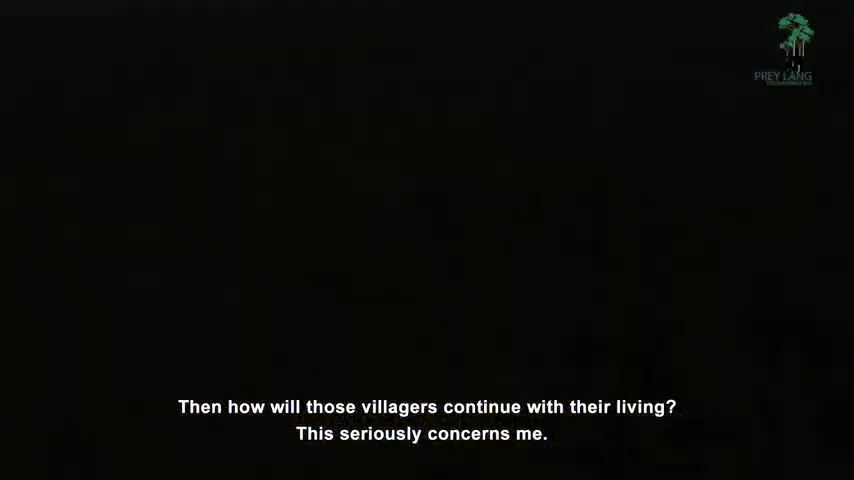 PREY LANG
Then how will those villagers continue with their living?
This seriously concerns me.